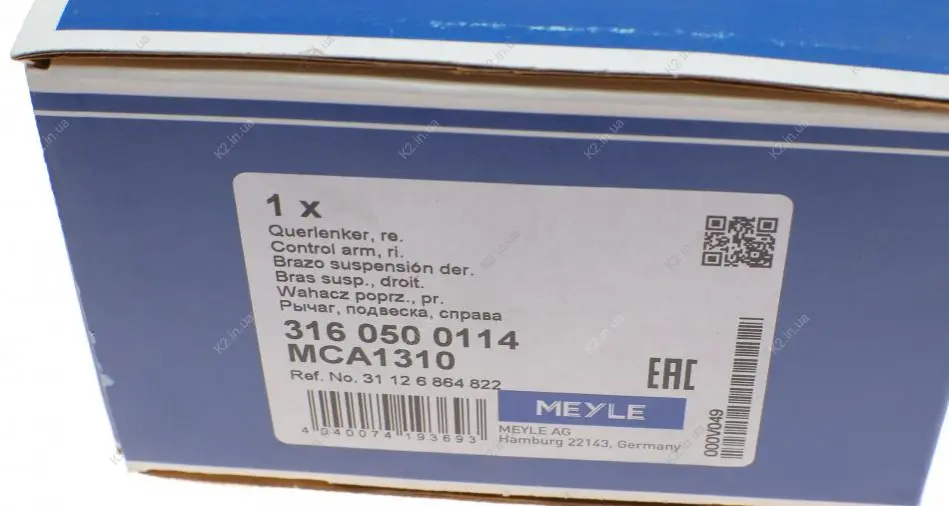 1 x
Querlenker, re.
Control arm, ri.
Brazo suspensión der.
Bras susp., droit.
Wahacz poprz., pr.
Рычаг, подвеска, справа
316 050 0114
MCA1310
Ref. No. 31 12 6 864 822
4 040074 193693
MEYLE
MEYLE AG
Hamburg 22143, Germany
EAC
000V049
K2.in.ua